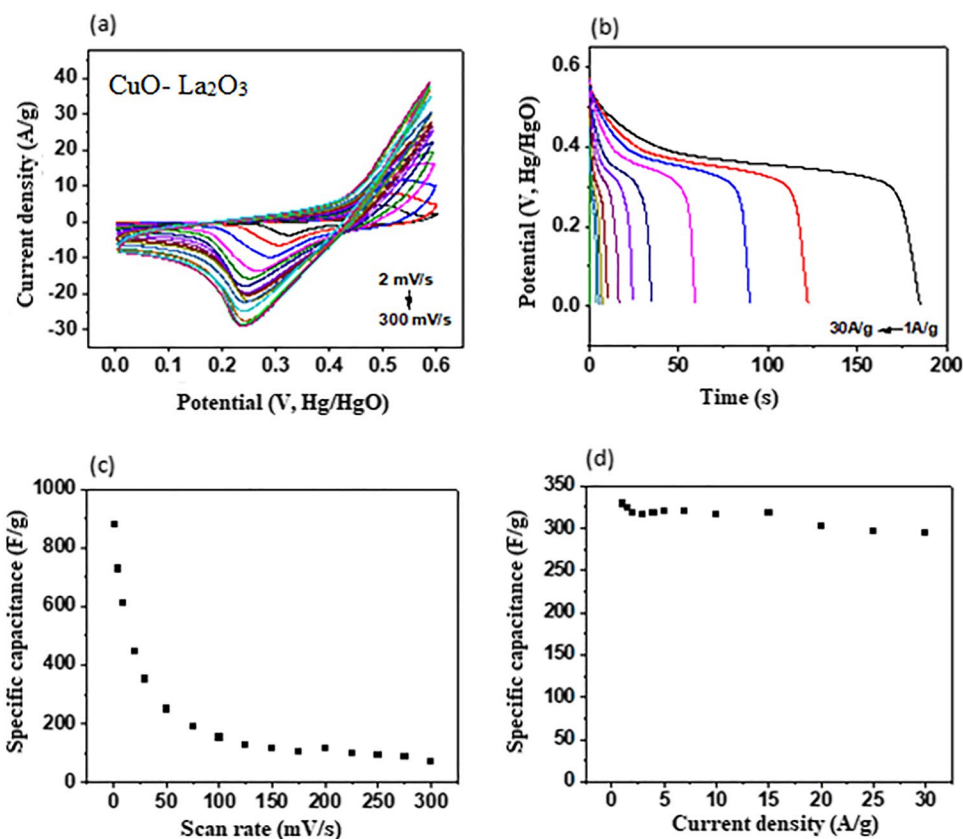 (a)
CuO- La₂O₃
Current density (A/g)
40
30
20
10
0
-10
-20
-30
2 mV/s
300 mV/s
0.0 0.1 0.2 0.3 0.4 0.5 0.6
Potential (V, Hg/HgO)
(b)
Potential (V, Hg/HgO)
0.6
0.4
0.2
0.0
30A/g 1A/g
0 50 100 150 200
Time (s)
(c)
Specific capacitance (F/g)
1000
800
600
400
200
0
0 50 100 150 200 250 300
Scan rate (mV/s)
(d)
Specific capacitance (F/g)
350
300
250
200
150
100
50
0
0 5 10 15 20 25 30
Current density (A/g)